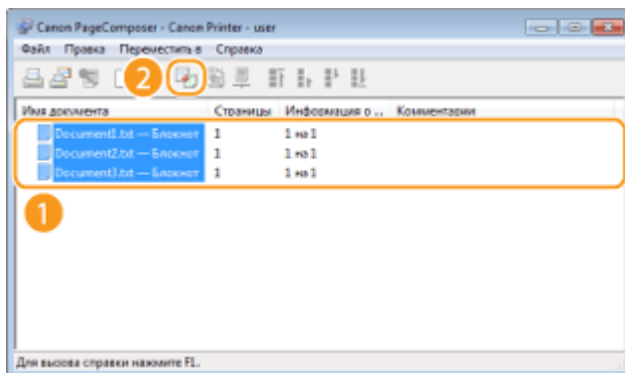 Canon PageComposer - Canon Printer - user
Файл Правка Переместить в Справка
2
Имя документа Страницы Информация о ... Комментарии
Document1.txt — Блокнот 1 1 на 1
Document2.txt — Блокнот 1 1 на 1
Document3.txt — Блокнот 1 1 на 1
1
Для вызова справки нажмите F1.